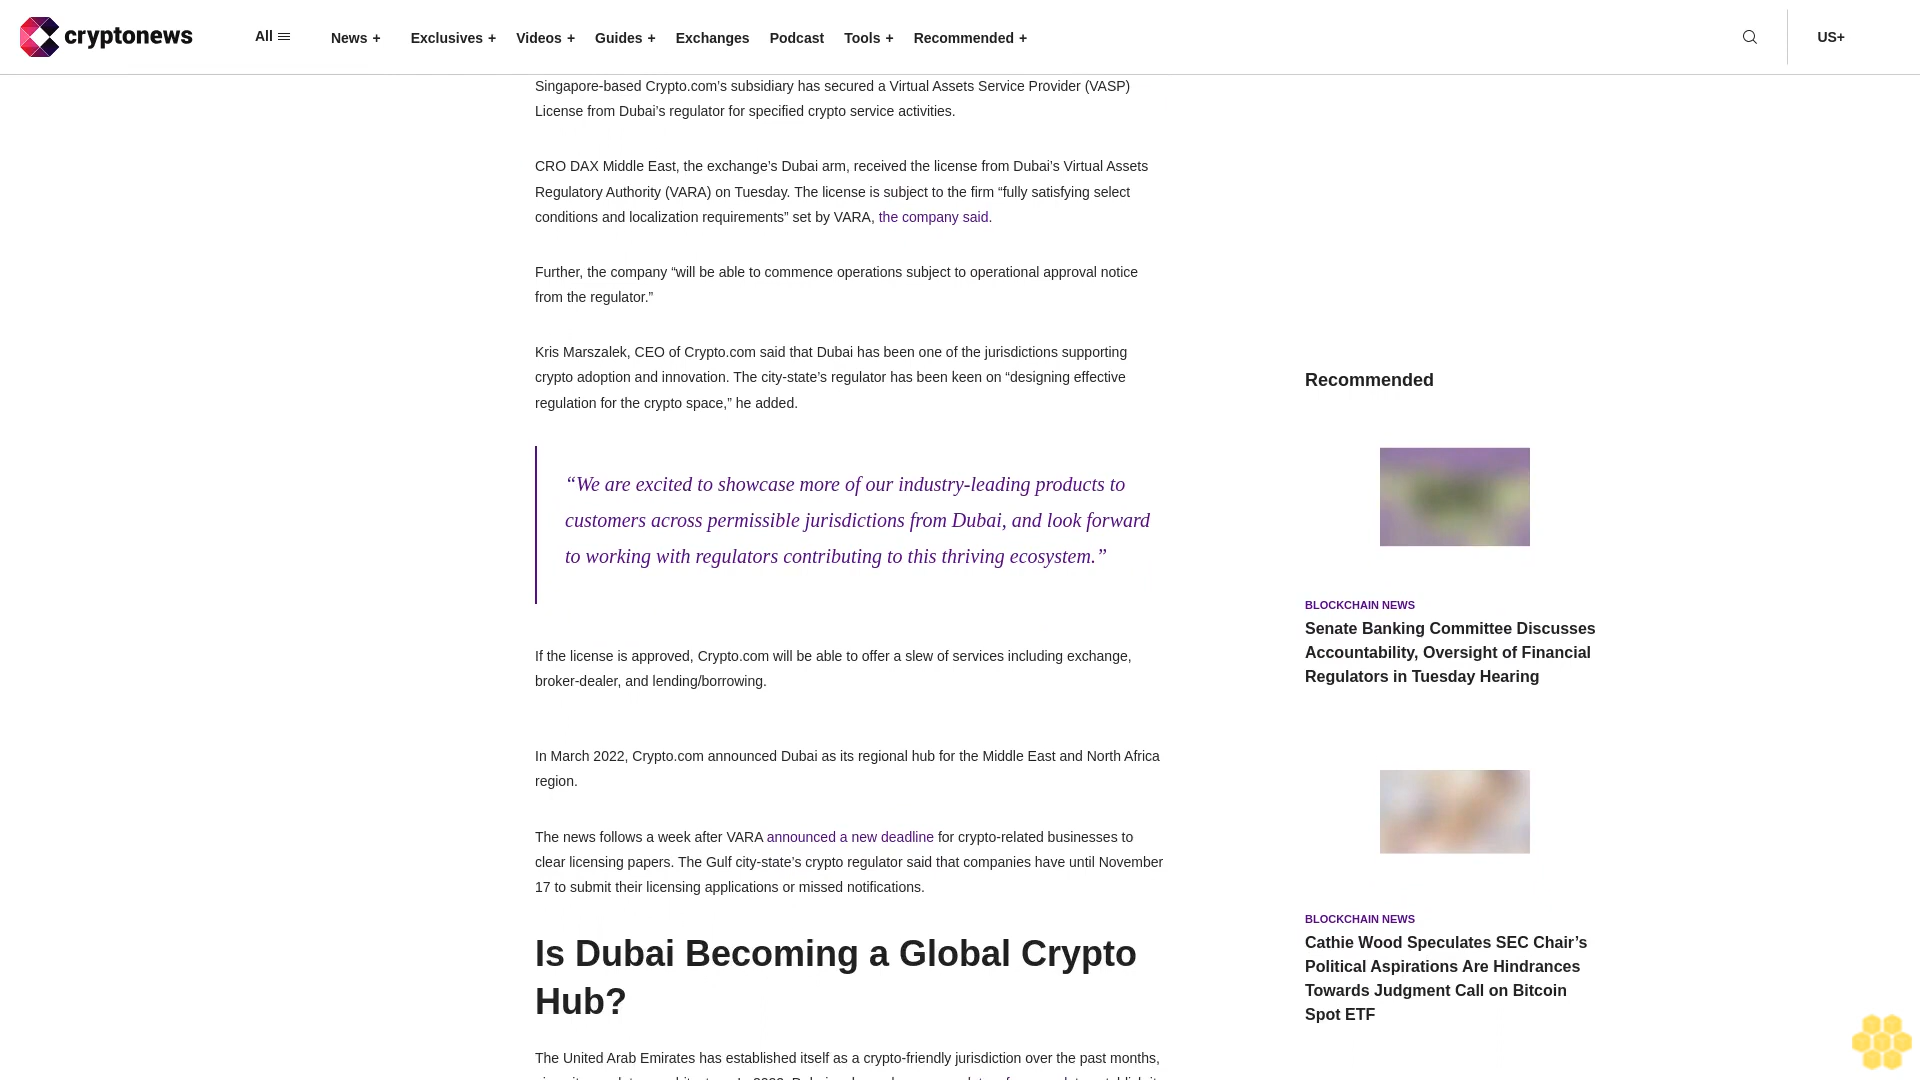 cryptonews
All
News +
Exclusives +
Videos +
Guides +
Exchanges
Podcast
Tools +
Recommended +
US+
Singapore-based Crypto.com’s subsidiary has secured a Virtual Assets Service Provider (VASP)
License from Dubai’s regulator for specified crypto service activities.
CRO DAX Middle East, the exchange’s Dubai arm, received the license from Dubai’s Virtual Assets
Regulatory Authority (VARA) on Tuesday. The license is subject to the firm “fully satisfying select
conditions and localization requirements” set by VARA, the company said.
Further, the company “will be able to commence operations subject to operational approval notice
from the regulator.”
Kris Marszalek, CEO of Crypto.com said that Dubai has been one of the jurisdictions supporting
crypto adoption and innovation. The city-state’s regulator has been keen on “designing effective
regulation for the crypto space,” he added.
“We are excited to showcase more of our industry-leading products to
customers across permissible jurisdictions from Dubai, and look forward
to working with regulators contributing to this thriving ecosystem.”
If the license is approved, Crypto.com will be able to offer a slew of services including exchange,
broker-dealer, and lending/borrowing.
In March 2022, Crypto.com announced Dubai as its regional hub for the Middle East and North Africa
region.
The news follows a week after VARA announced a new deadline for crypto-related businesses to
clear licensing papers. The Gulf city-state’s crypto regulator said that companies have until November
17 to submit their licensing applications or missed notifications.
Is Dubai Becoming a Global Crypto
Hub?
The United Arab Emirates has established itself as a crypto-friendly jurisdiction over the past months,
Recommended
BLOCKCHAIN NEWS
Senate Banking Committee Discusses
Accountability, Oversight of Financial
Regulators in Tuesday Hearing
BLOCKCHAIN NEWS
Cathie Wood Speculates SEC Chair’s
Political Aspirations Are Hindrances
Towards Judgment Call on Bitcoin
Spot ETF